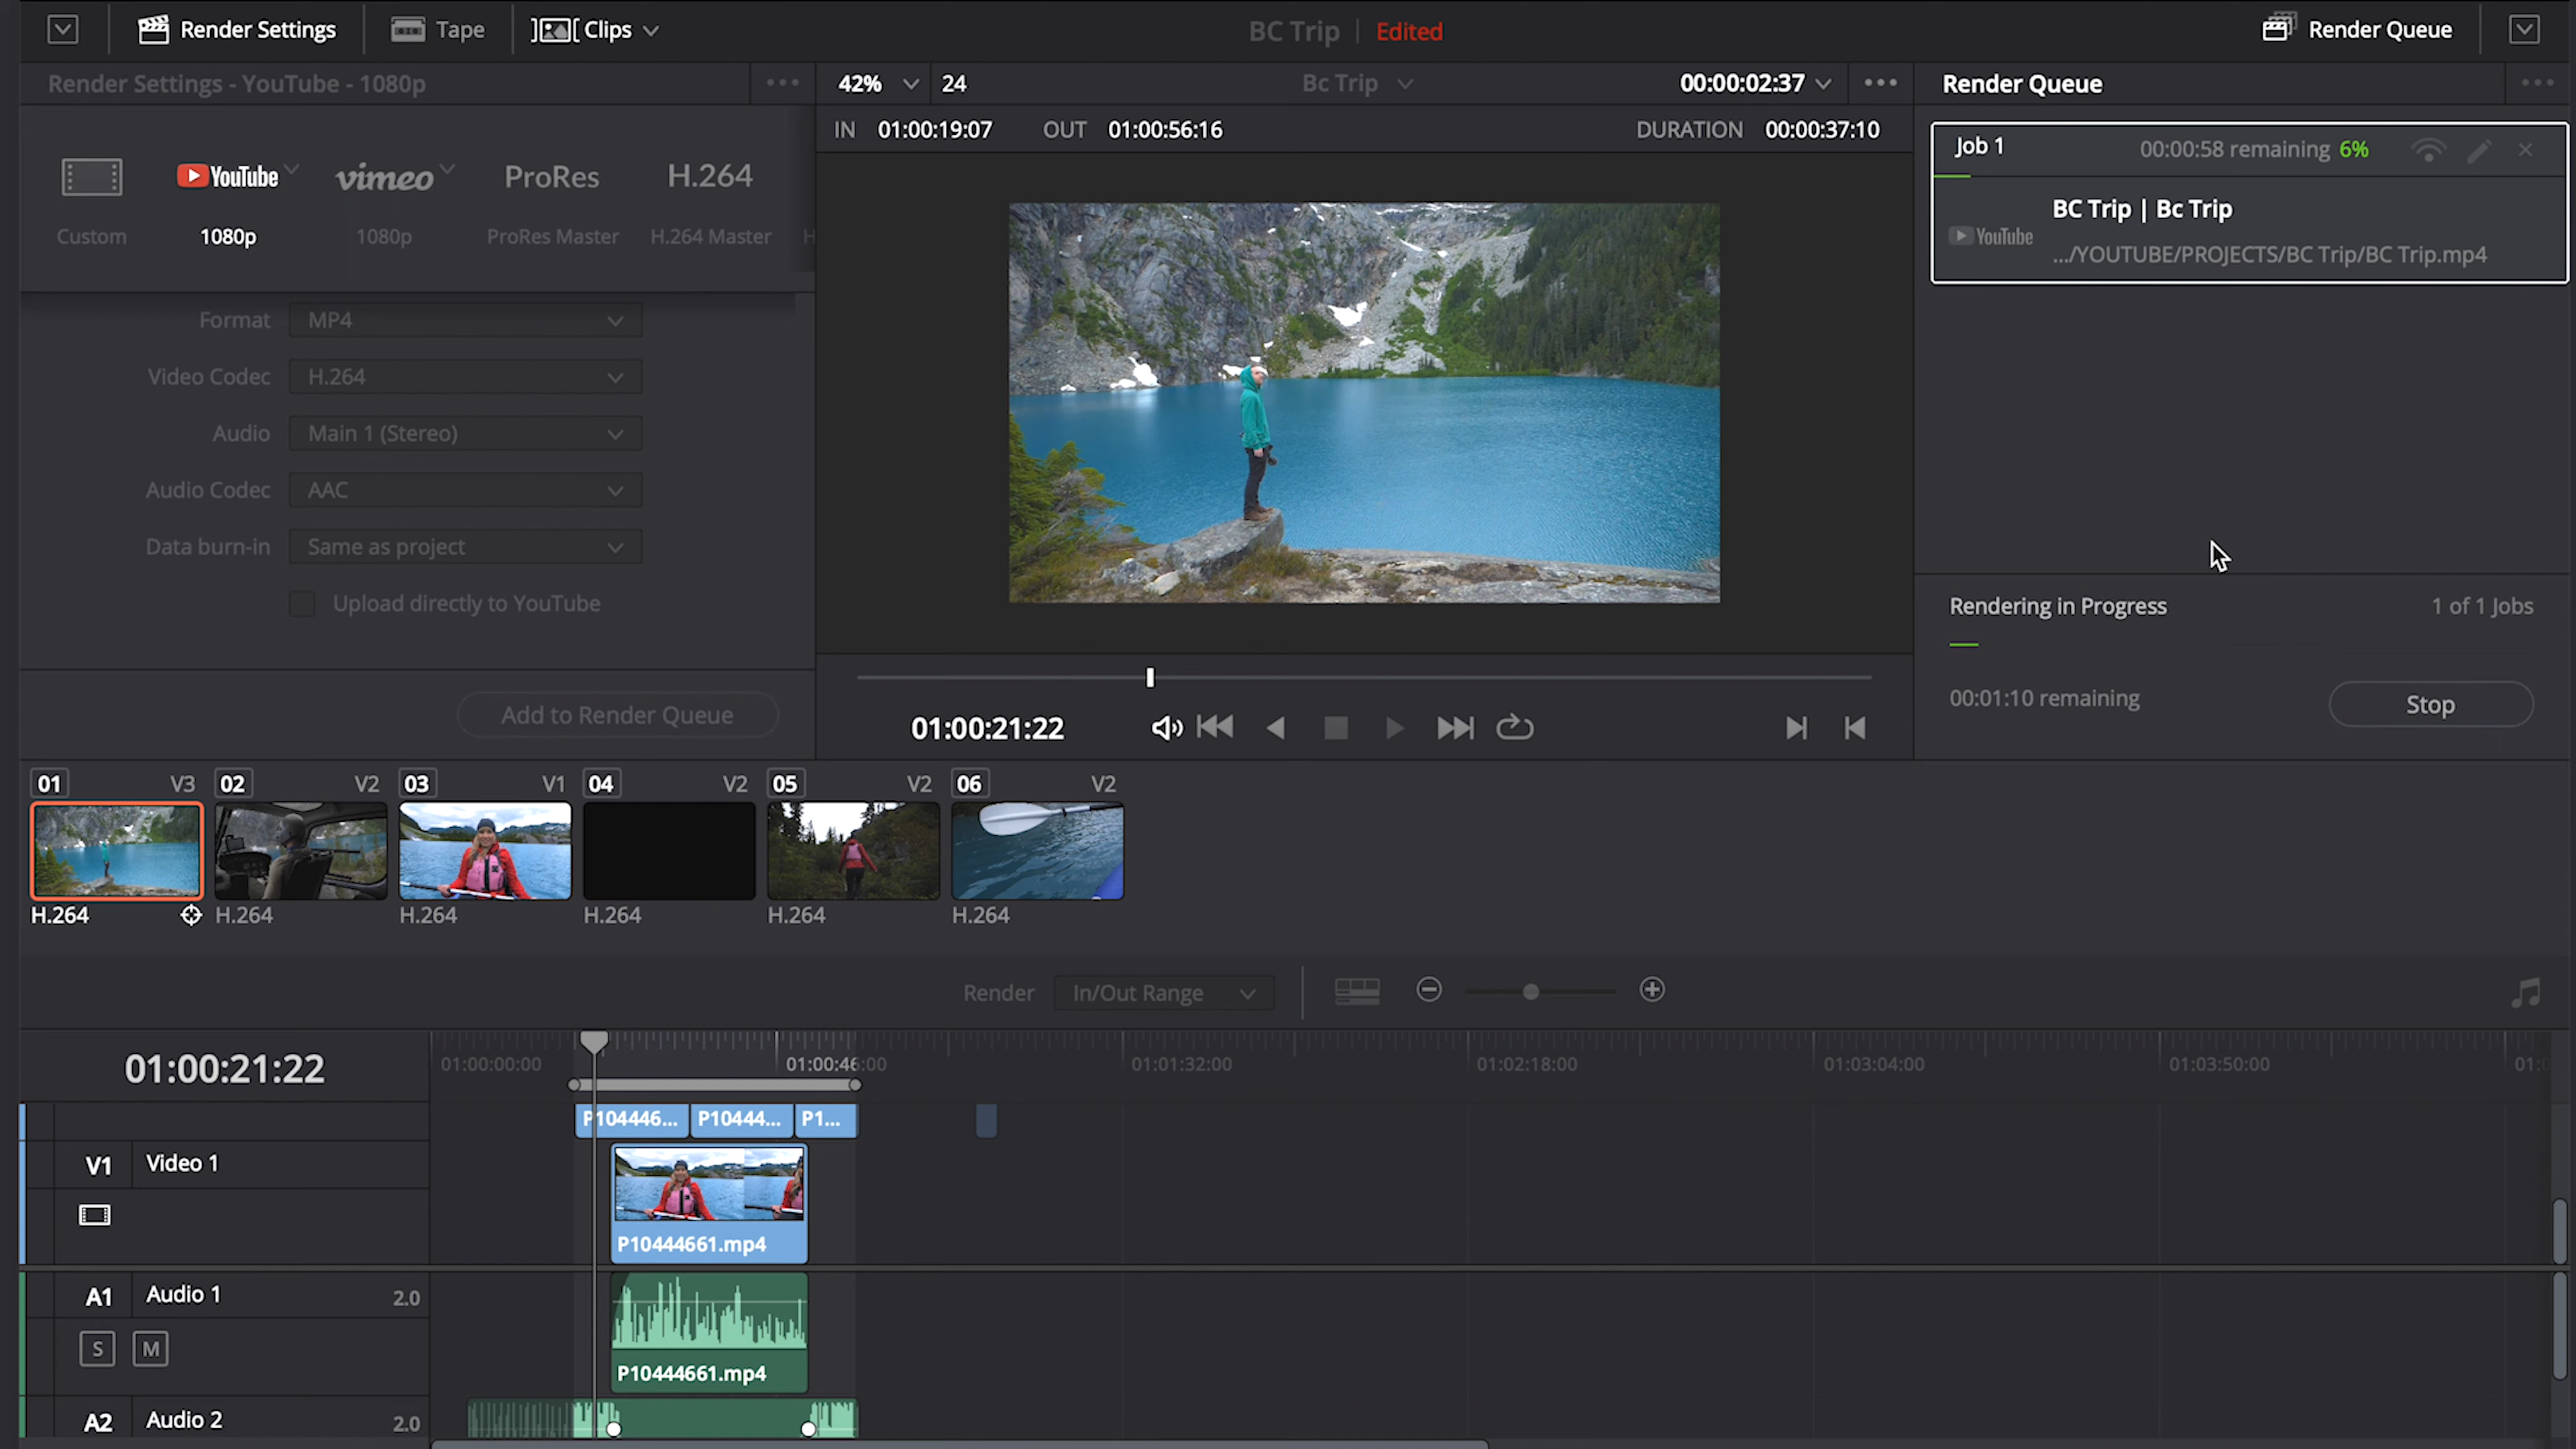 Render Settings
Tape
Clips
BC Trip
Edited
Render Queue
Render Settings - YouTube - 1080p
42%
24
Bc Trip
00:00:02:37
Render Queue
IN 01:00:19:07
OUT 01:00:56:16
DURATION 00:00:37:10
YouTube
vimeo
ProRes
H.264
Custom
1080p
1080p
ProRes Master
H.264 Master
H
Job 1
00:00:58 remaining 6%
BC Trip | Bc Trip
YouTube
.../YOUTUBE/PROJECTS/BC Trip/BC Trip.mp4
Format MP4
Video Codec H.264
Audio Main 1 (Stereo)
Audio Codec AAC
Data burn-in Same as project
Upload directly to YouTube
Add to Render Queue
Rendering in Progress
1 of 1 Jobs
00:01:10 remaining
Stop
01:00:21:22
01 V3
02 V2
03 V1
04 V2
05 V2
06 V2
H.264
H.264
H.264
H.264
H.264
H.264
Render In/Out Range
01:00:21:22
01:00:00:00
01:00:46:00
01:01:32:00
01:02:18:00
01:03:04:00
01:03:50:00
P104446...
P10444...
P1...
V1 Video 1
P10444661.mp4
A1 Audio 1 2.0
S M
P10444661.mp4
A2 Audio 2 2.0